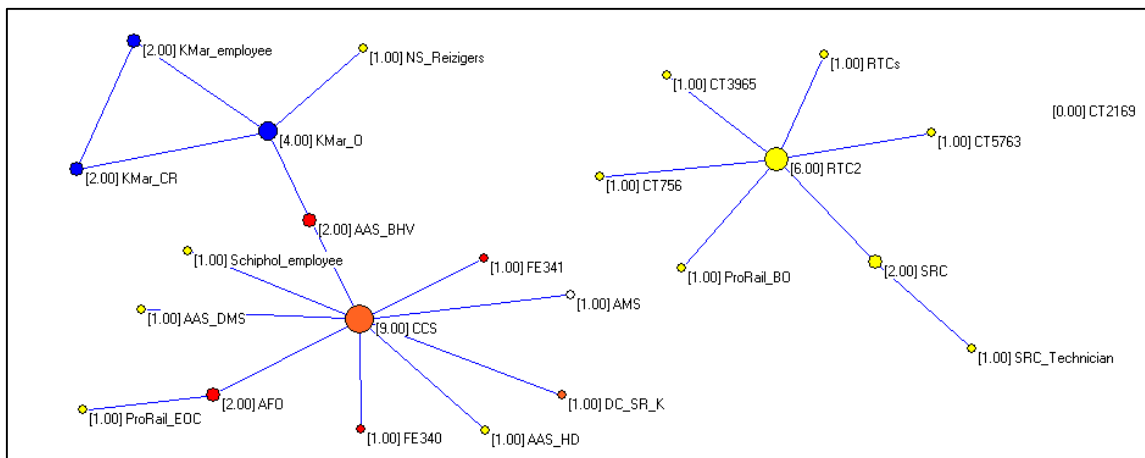 [2.00] KMar_employee
[1.00] NS_Reizigers
[1.00] RTCs
[1.00] CT3965
[0.00] CT2169
[4.00] KMar_O
[1.00] CT5763
[6.00] RTC2
[2.00] KMar_CR
[1.00] CT756
[2.00] AAS_BHV
[1.00] Schiphol_employee
[1.00] FE341
[2.00] SRC
[1.00] ProRail_BO
[1.00] AMS
[1.00] AAS_DMS
[9.00] CCS
[1.00] SRC_Technician
[2.00] AFO
[1.00] DC_SR_K
[1.00] ProRail_EOC
[1.00] FE340
[1.00] AAS_HD